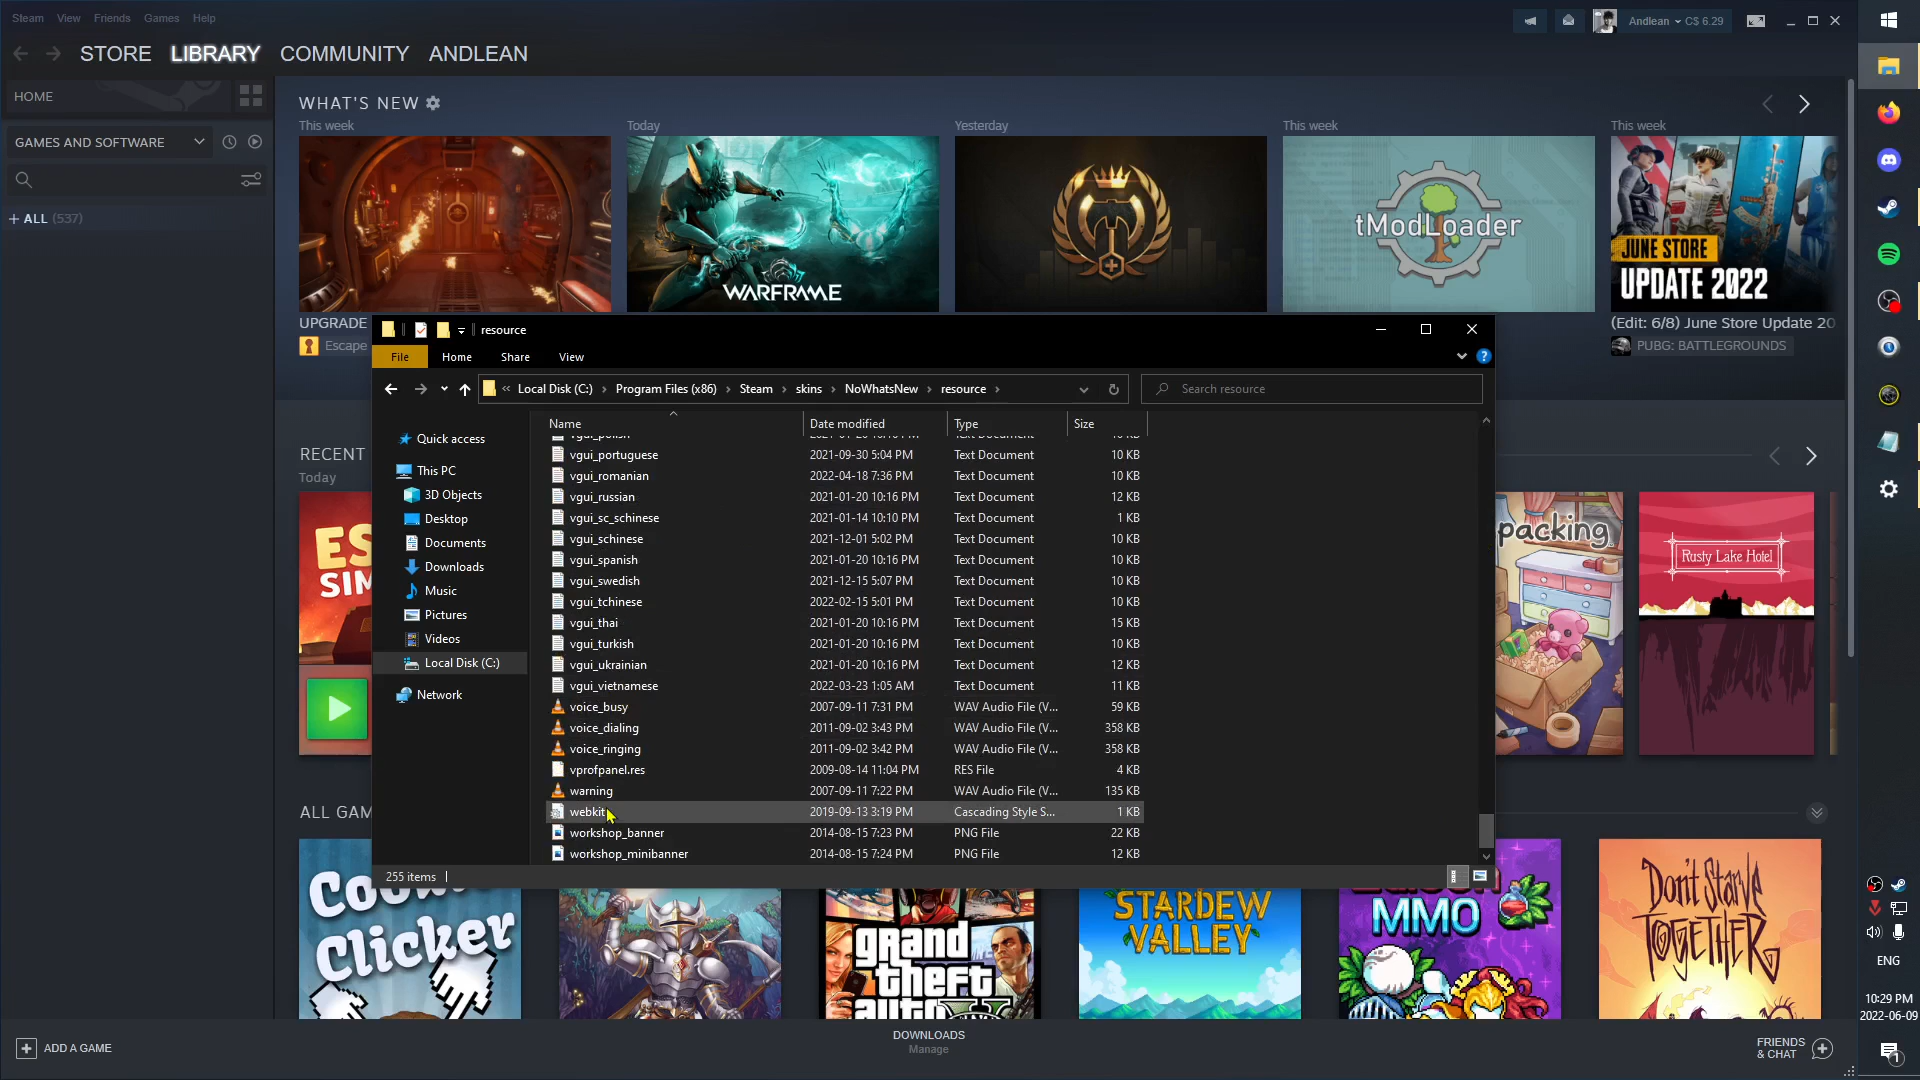 Steam View Friends Games Help
Andlean C$ 6.29
STORE LIBRARY COMMUNITY ANDLEAN
HOME
GAMES AND SOFTWARE
+ ALL (537)
WHAT'S NEW
This week
Today
Yesterday
This week
This week
WARFRAME
tModLoader
JUNE STORE
UPDATE 2022
UPGRADE
Escape
(Edit: 6/8) June Store Update 20
PUBG: BATTLEGROUNDS
resource
File Home Share View
« Local Disk (C:) › Program Files (x86) › Steam › skins › NoWhatsNew › resource ›
Search resource
Name Date modified Type Size
Quick access
This PC
3D Objects
Desktop
Documents
Downloads
Music
Pictures
Videos
Local Disk (C:)
Network
vgui_portuguese 2021-09-30 5:04 PM Text Document 10 KB
vgui_romanian 2022-04-18 7:36 PM Text Document 10 KB
vgui_russian 2021-01-20 10:16 PM Text Document 12 KB
vgui_sc_schinese 2021-01-14 10:10 PM Text Document 1 KB
vgui_schinese 2021-12-01 5:02 PM Text Document 10 KB
vgui_spanish 2021-01-20 10:16 PM Text Document 10 KB
vgui_swedish 2021-12-15 5:07 PM Text Document 10 KB
vgui_tchinese 2022-02-15 5:01 PM Text Document 10 KB
vgui_thai 2021-01-20 10:16 PM Text Document 15 KB
vgui_turkish 2021-01-20 10:16 PM Text Document 10 KB
vgui_ukrainian 2021-01-20 10:16 PM Text Document 12 KB
vgui_vietnamese 2022-03-23 1:05 AM Text Document 11 KB
voice_busy 2007-09-11 7:31 PM WAV Audio File (V... 59 KB
voice_dialing 2011-09-02 3:43 PM WAV Audio File (V... 358 KB
voice_ringing 2011-09-02 3:42 PM WAV Audio File (V... 358 KB
vprofpanel.res 2009-08-14 11:04 PM RES File 4 KB
warning 2007-09-11 7:22 PM WAV Audio File (V... 135 KB
webkit 2019-09-13 3:19 PM Cascading Style S... 1 KB
workshop_banner 2014-08-15 7:23 PM PNG File 22 KB
workshop_minibanner 2014-08-15 7:24 PM PNG File 12 KB
255 items
RECENT
Today
ES
SIM
packing
Rusty Lake Hotel
ALL GAM
Cookie
Clicker
grand
theft
auto
STARDEW
VALLEY
MMO
Don't Starve
TOGETHER
+ ADD A GAME
DOWNLOADS
Manage
FRIENDS
& CHAT
ENG
10:29 PM
2022-06-09
1